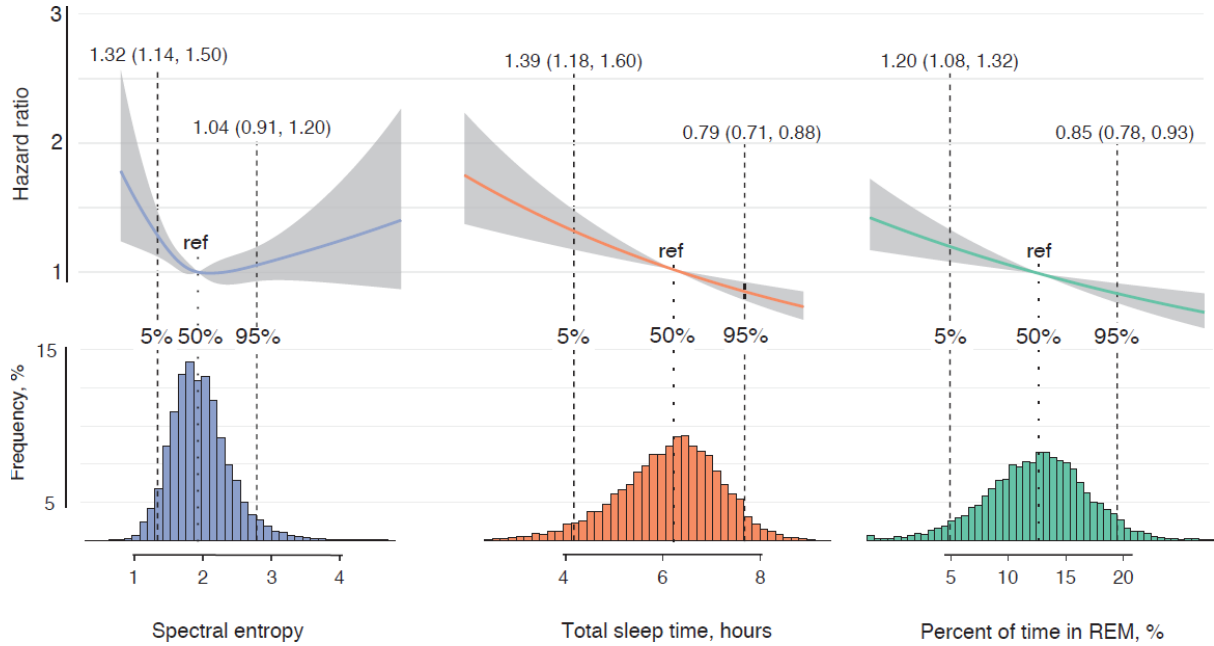 3
1.32 (1.14, 1.50)
1.39 (1.18, 1.60)
1.20 (1.08, 1.32)
Hazard ratio
2
1.04 (0.91, 1.20)
0.79 (0.71, 0.88)
0.85 (0.78, 0.93)
ref
ref
ref
1
5% 50% 95%
5% 50% 95%
5% 50% 95%
15
Frequency, %
5
1 2 3 4
4 6 8
5 10 15 20
Spectral entropy
Total sleep time, hours
Percent of time in REM, %